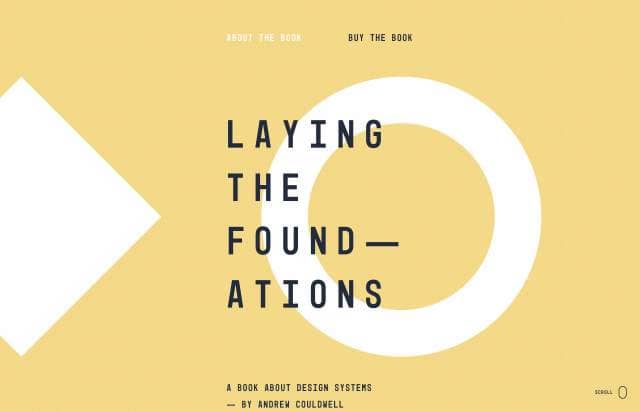 ABOUT THE BOOK
BUY THE BOOK
LAYING
THE
FOUND—
ATIONS
A BOOK ABOUT DESIGN SYSTEMS
— BY ANDREW COULDWELL
SCROLL